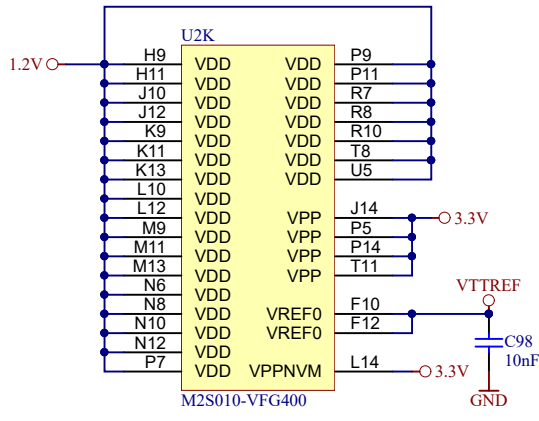 U2K
1.2V
H9 VDD VDD P9
H11 VDD VDD P11
J10 VDD VDD R7
J12 VDD VDD R8
K9 VDD VDD R10
K11 VDD VDD T8
K13 VDD VDD U5
L10 VDD
L12 VDD VPP J14 3.3V
M9 VDD VPP P5
M11 VDD VPP P14
M13 VDD VPP T11
N6 VDD
VTTREF
N8 VDD VREF0 F10
N10 VDD VREF0 F12
C98
N12 VDD
10nF
P7 VDD VPPNVM L14 3.3V
M2S010-VFG400
GND